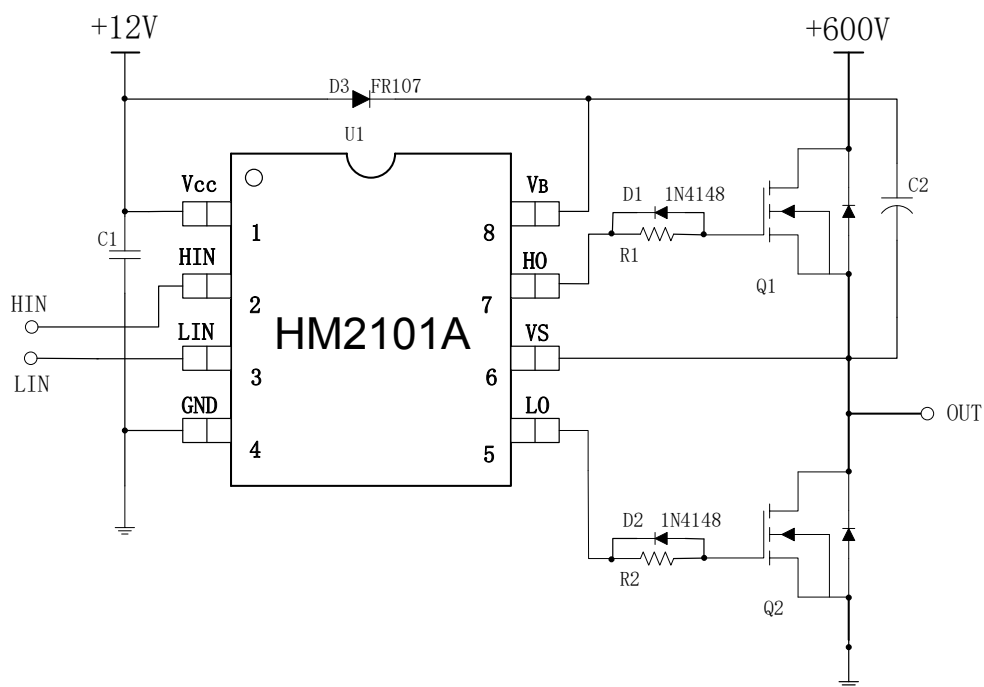 +12V
+600V
D3 FR107
U1
Vcc
VB
1
8
D1 1N4148
R1
C2
C1
HIN
HO
2
7
Q1
HIN
LIN
HM2101A
LIN
VS
3
6
GND
LO
OUT
4
5
D2 1N4148
R2
Q2